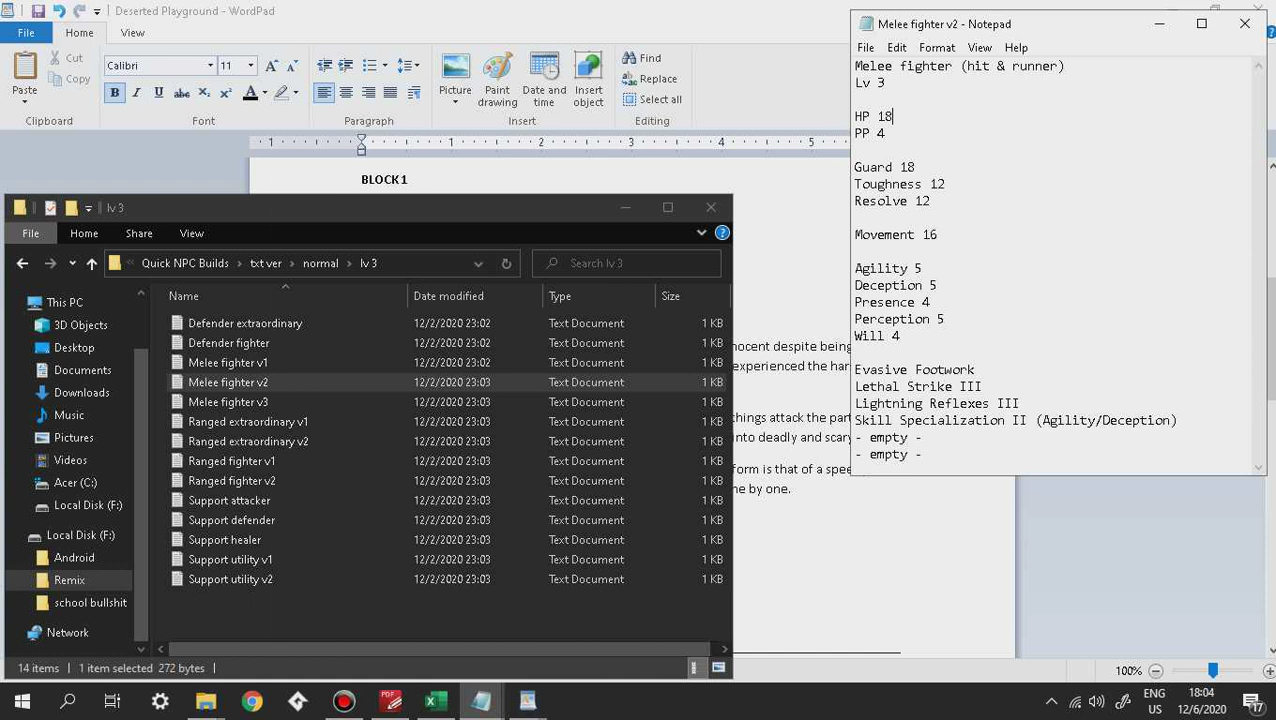 Deserted Playground - WordPad
File
Home
View
Paste
Cut
Copy
Clipboard
Calibri
11
Font
Paragraph
Picture
Paint drawing
Date and time
Insert object
Insert
Find
Replace
Select all
Editing
1
1
2
3
4
5
BLOCK 1
nocent despite being
experienced the har
things attack the part
into deadly and scary
form is that of a spee
ne by one.
100%
Melee fighter v2 - Notepad
File Edit Format View Help
Melee fighter (hit & runner)
Lv 3
HP 18
PP 4
Guard 18
Toughness 12
Resolve 12
Movement 16
Agility 5
Deception 5
Presence 4
Perception 5
Will 4
Evasive Footwork
Lethal Strike III
Lightning Reflexes III
Skill Specialization II (Agility/Deception)
- empty -
- empty -
lv 3
File Home Share View
Quick NPC Builds > txt ver > normal > lv 3
Search lv 3
This PC
3D Objects
Desktop
Documents
Downloads
Music
Pictures
Videos
Acer (C:)
Local Disk (F:)
Local Disk (F:)
Android
Remix
school bullshit
Network
Name Date modified Type Size
Defender extraordinary 12/2/2020 23:02 Text Document 1 KB
Defender fighter 12/2/2020 23:02 Text Document 1 KB
Melee fighter v1 12/2/2020 23:02 Text Document 1 KB
Melee fighter v2 12/2/2020 23:03 Text Document 1 KB
Melee fighter v3 12/2/2020 23:03 Text Document 1 KB
Ranged extraordinary v1 12/2/2020 23:03 Text Document 1 KB
Ranged extraordinary v2 12/2/2020 23:03 Text Document 1 KB
Ranged fighter v1 12/2/2020 23:03 Text Document 1 KB
Ranged fighter v2 12/2/2020 23:03 Text Document 1 KB
Support attacker 12/2/2020 23:03 Text Document 1 KB
Support defender 12/2/2020 23:03 Text Document 1 KB
Support healer 12/2/2020 23:03 Text Document 1 KB
Support utility v1 12/2/2020 23:03 Text Document 1 KB
Support utility v2 12/2/2020 23:03 Text Document 1 KB
14 items 1 item selected 272 bytes
ENG
US
18:04
12/6/2020
17